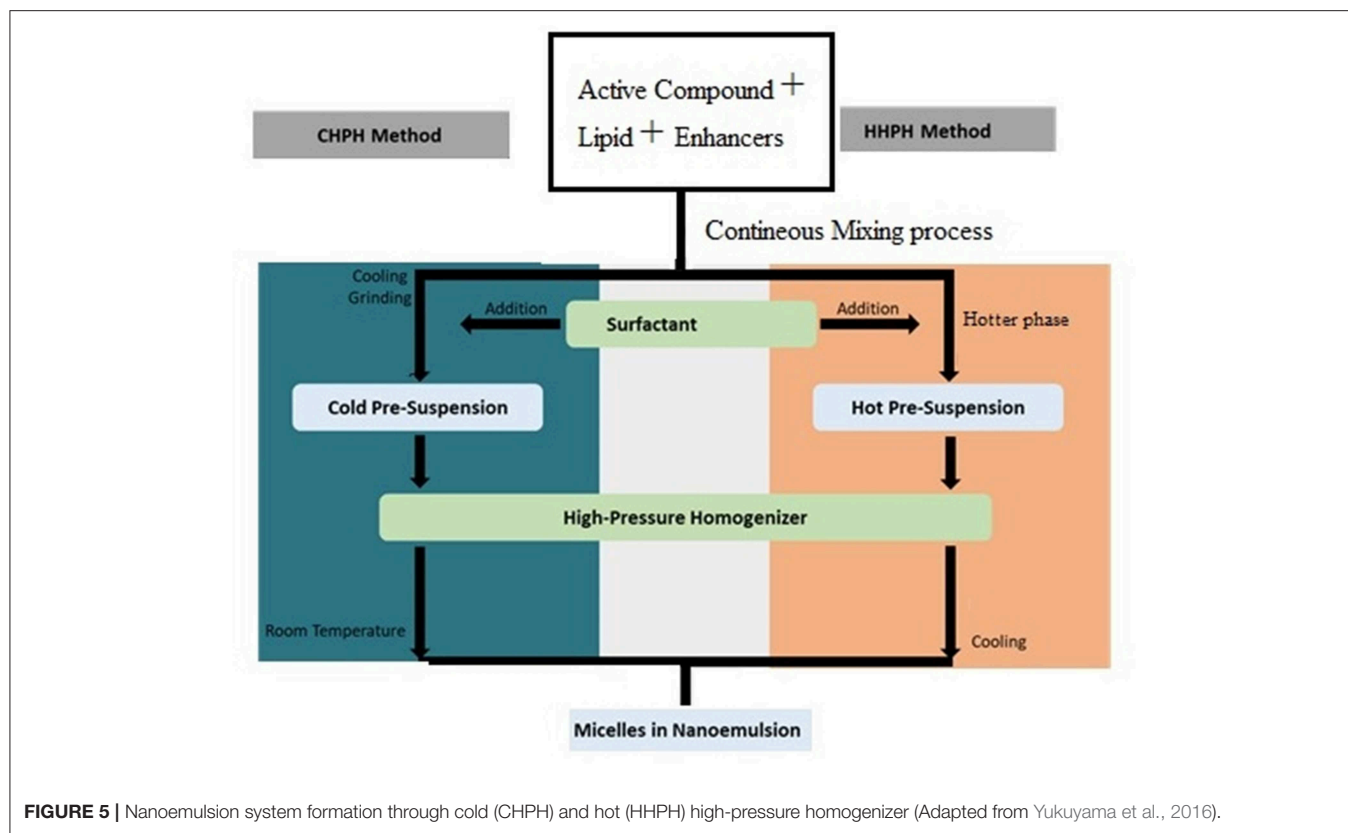 Active Compound +
Lipid + Enhancers
CHPH Method
HHPH Method
Contineous Mixing process
Cooling
Grinding
Addition
Surfactant
Addition
Hotter phase
Cold Pre-Suspension
Hot Pre-Suspension
High-Pressure Homogenizer
Room Temperature
Cooling
Micelles in Nanoemulsion
FIGURE 5 | Nanoemulsion system formation through cold (CHPH) and hot (HHPH) high-pressure homogenizer (Adapted from Yukuyama et al., 2016).